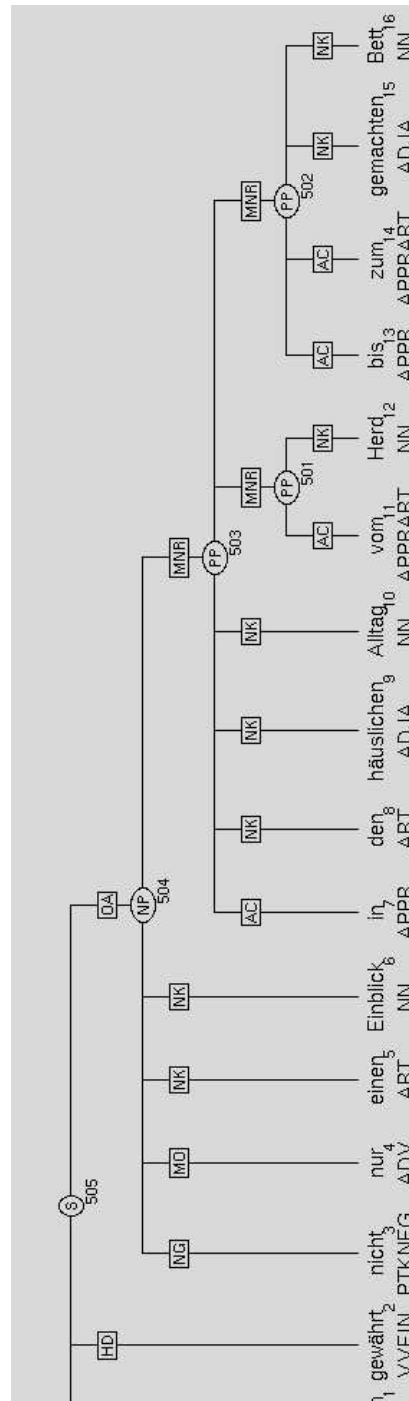 S
505
HD OA
NP
504
NG MO NK NK MNR
PP
503
AC NK NK NK MNR MNR
PP PP
501 502
AC NK AC AC NK NK
gewährt 2 nicht 3 nur 4 einen 5 Einblick 6 in 7 den 8 häuslichen 9 Alltag 10 vom 11 Herd 12 bis 13 zum 14 gemachten 15 Bett 16
VVFIN PTKNEG ADV ART NN APPR ART ADJA NN APPRART NN APPR APPRART ADJA NN